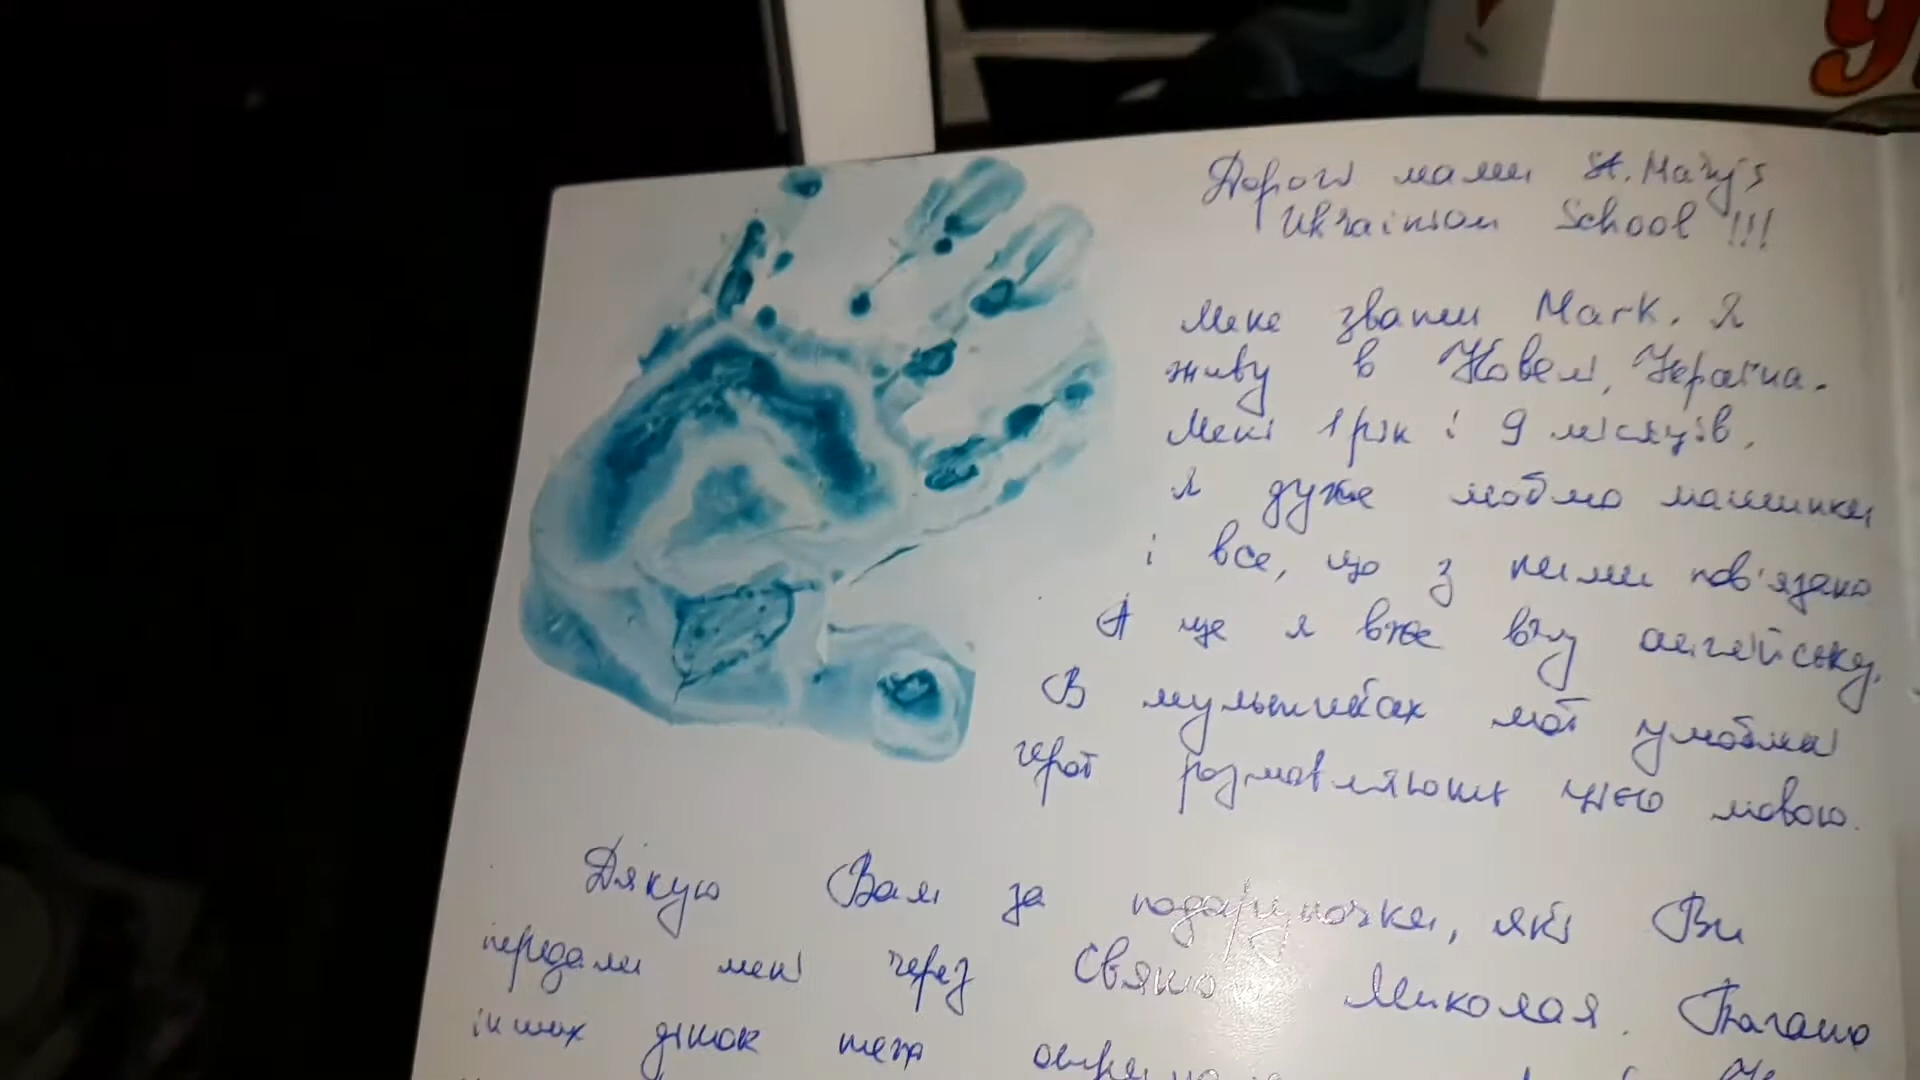 Дорогі мами St. Mary's
Ukrainian School !!!
Мене звати Mark. Я
живу в Ковелі, Україна.
Мені 1 рік і 9 місяців.
Я дуже люблю машинки
і все, що з ними пов'язано
А ще я вже вчу англійську.
В мультиках мої улюблені
герої розмовляють цією мовою.
Дякую Вам за подаруночки, які Ви
передали мені через Святого Миколая. Багато
інших діток теж